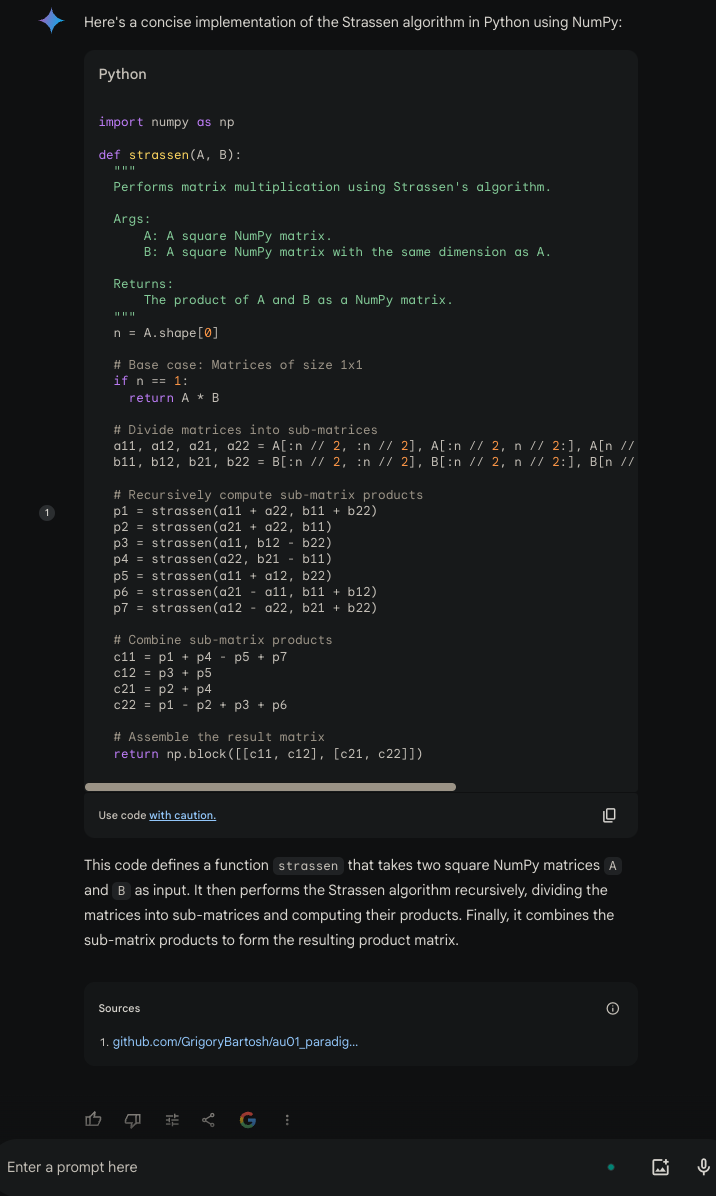 Here's a concise implementation of the Strassen algorithm in Python using NumPy:
Python
import numpy as np
def strassen(A, B):
"""
Performs matrix multiplication using Strassen's algorithm.
Args:
A: A square NumPy matrix.
B: A square NumPy matrix with the same dimension as A.
Returns:
The product of A and B as a NumPy matrix.
"""
n = A.shape[0]
# Base case: Matrices of size 1x1
if n == 1:
return A * B
# Divide matrices into sub-matrices
a11, a12, a21, a22 = A[:n // 2, :n // 2], A[:n // 2, n // 2:], A[n //
b11, b12, b21, b22 = B[:n // 2, :n // 2], B[:n // 2, n // 2:], B[n //
# Recursively compute sub-matrix products
p1 = strassen(a11 + a22, b11 + b22)
1
p2 = strassen(a21 + a22, b11)
p3 = strassen(a11, b12 - b22)
p4 = strassen(a22, b21 - b11)
p5 = strassen(a11 + a12, b22)
p6 = strassen(a21 - a11, b11 + b12)
p7 = strassen(a12 - a22, b21 + b22)
# Combine sub-matrix products
c11 = p1 + p4 - p5 + p7
c12 = p3 + p5
c21 = p2 + p4
c22 = p1 - p2 + p3 + p6
# Assemble the result matrix
return np.block([[c11, c12], [c21, c22]])
Use code with caution.
This code defines a function strassen that takes two square NumPy matrices A
and B as input. It then performs the Strassen algorithm recursively, dividing the
matrices into sub-matrices and computing their products. Finally, it combines the
sub-matrix products to form the resulting product matrix.
Sources
1. github.com/GrigoryBartosh/au01_paradig...
Enter a prompt here